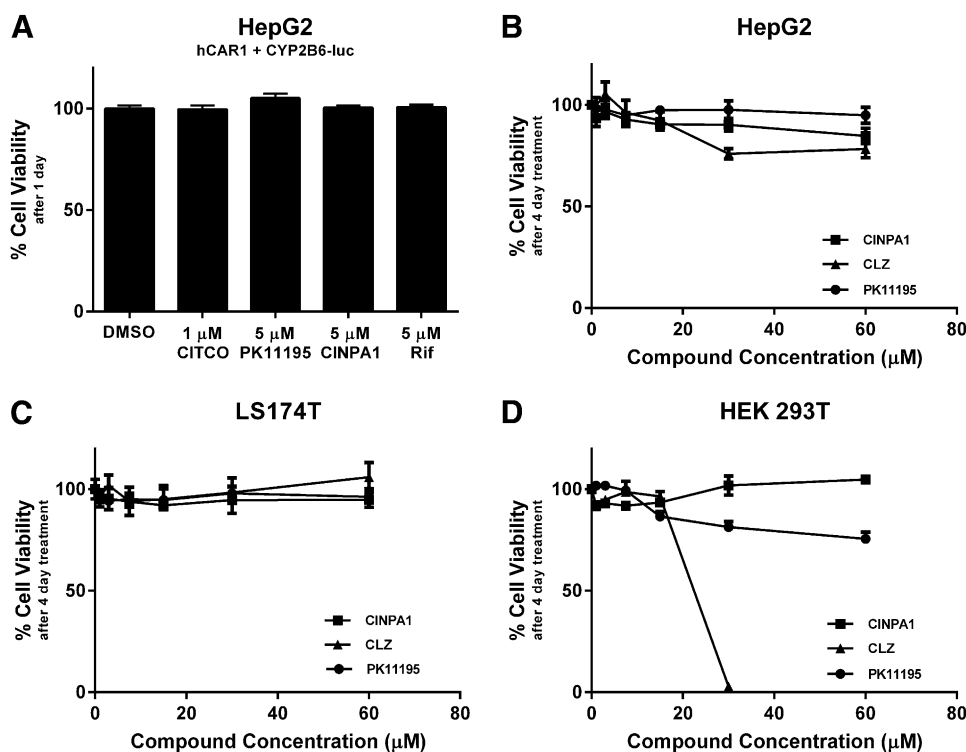 A
HepG2
hCAR1 + CYP2B6-luc
% Cell Viability
after 1 day
100
50
0
DMSO
1 µM
CITCO
5 µM
PK11195
5 µM
CINPA1
5 µM
Rif
B
HepG2
% Cell Viability
after 4 day treatment
100
50
0
CINPA1
CLZ
PK11195
0 20 40 60 80
Compound Concentration (µM)
C
LS174T
% Cell Viability
after 4 day treatment
100
50
0
CINPA1
CLZ
PK11195
0 20 40 60 80
Compound Concentration (µM)
D
HEK 293T
% Cell Viability
after 4 day treatment
100
50
0
CINPA1
CLZ
PK11195
0 20 40 60 80
Compound Concentration (µM)